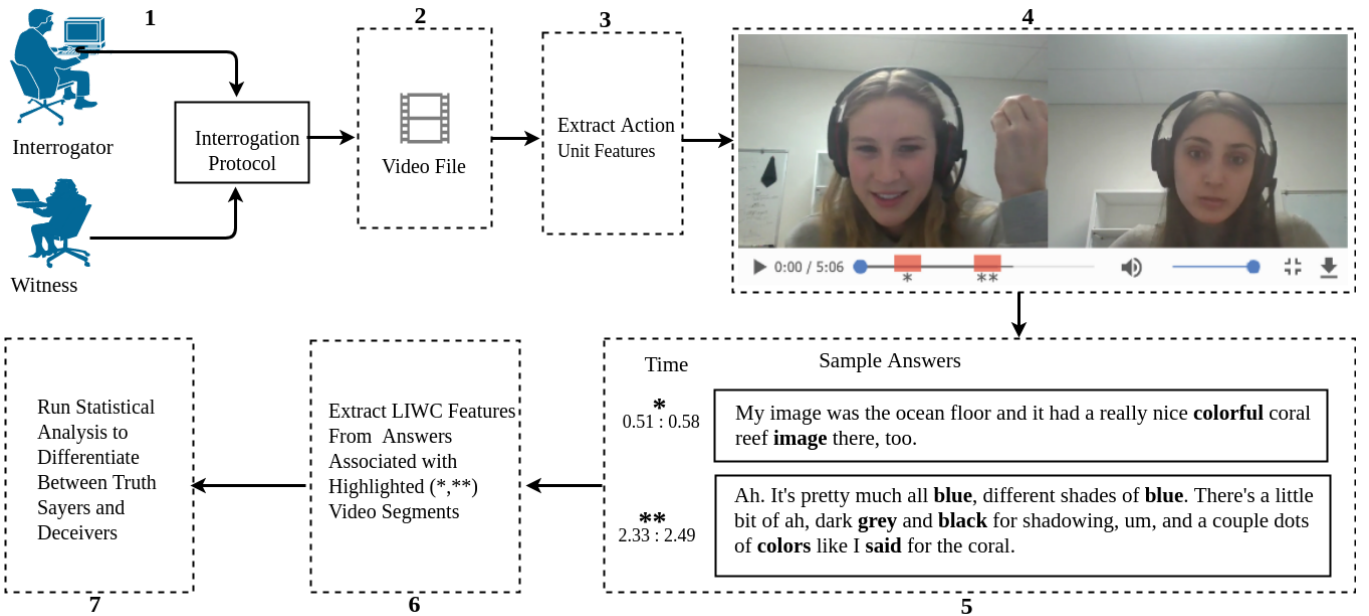 1
Interrogator
Witness
Interrogation
Protocol
2
Video File
3
Extract Action
Unit Features
4
0:00 / 5:06
*
**
Time
Sample Answers
*
0.51 : 0.58
My image was the ocean floor and it had a really nice colorful coral
reef image there, too.
**
2.33 : 2.49
Ah. It's pretty much all blue, different shades of blue. There's a little
bit of ah, dark grey and black for shadowing, um, and a couple dots
of colors like I said for the coral.
5
Extract LIWC Features
From Answers
Associated with
Highlighted (*,**)
Video Segments
6
Run Statistical
Analysis to
Differentiate
Between Truth
Sayers and
Deceivers
7